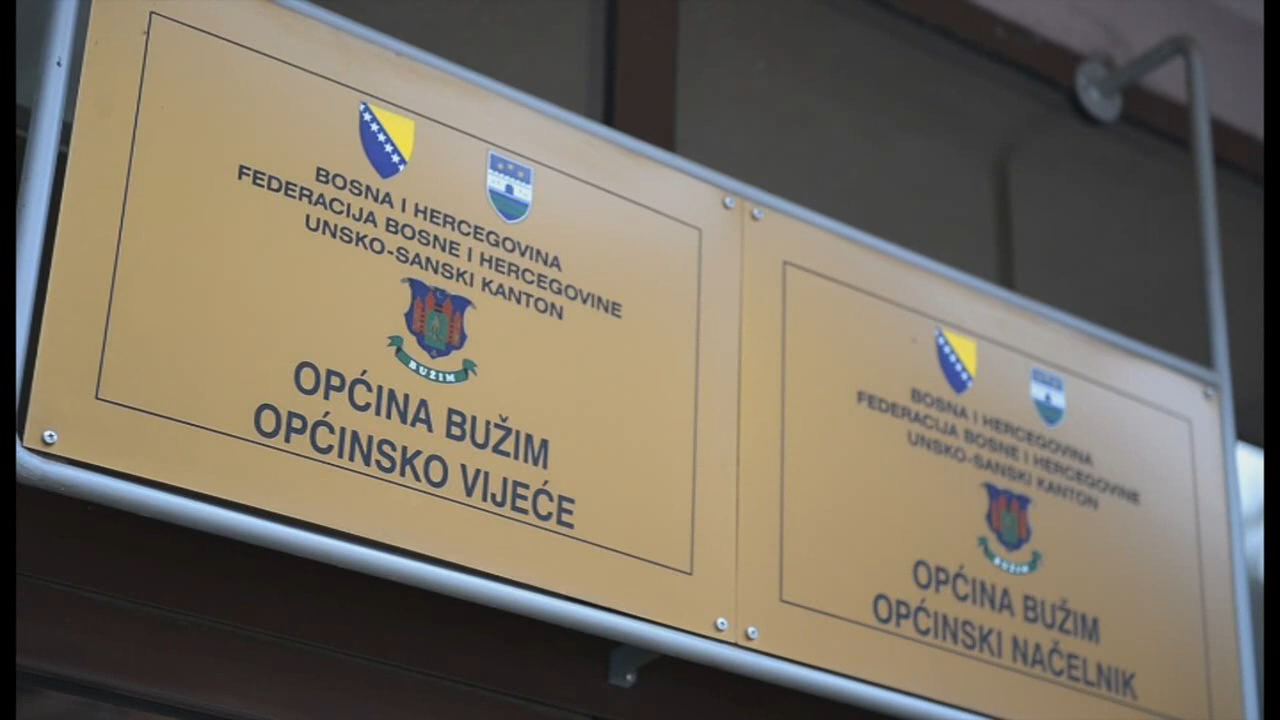 BOSNA I HERCEGOVINA
FEDERACIJA BOSNE I HERCEGOVINE
UNSKO-SANSKI KANTON
BUŽIM
OPĆINA BUŽIM
OPĆINSKO VIJEĆE
BOSNA I HERCEGOVINA
FEDERACIJA BOSNE I HERCEGOVINE
UNSKO-SANSKI KANTON
BUŽIM
OPĆINA BUŽIM
OPĆINSKI NAČELNIK